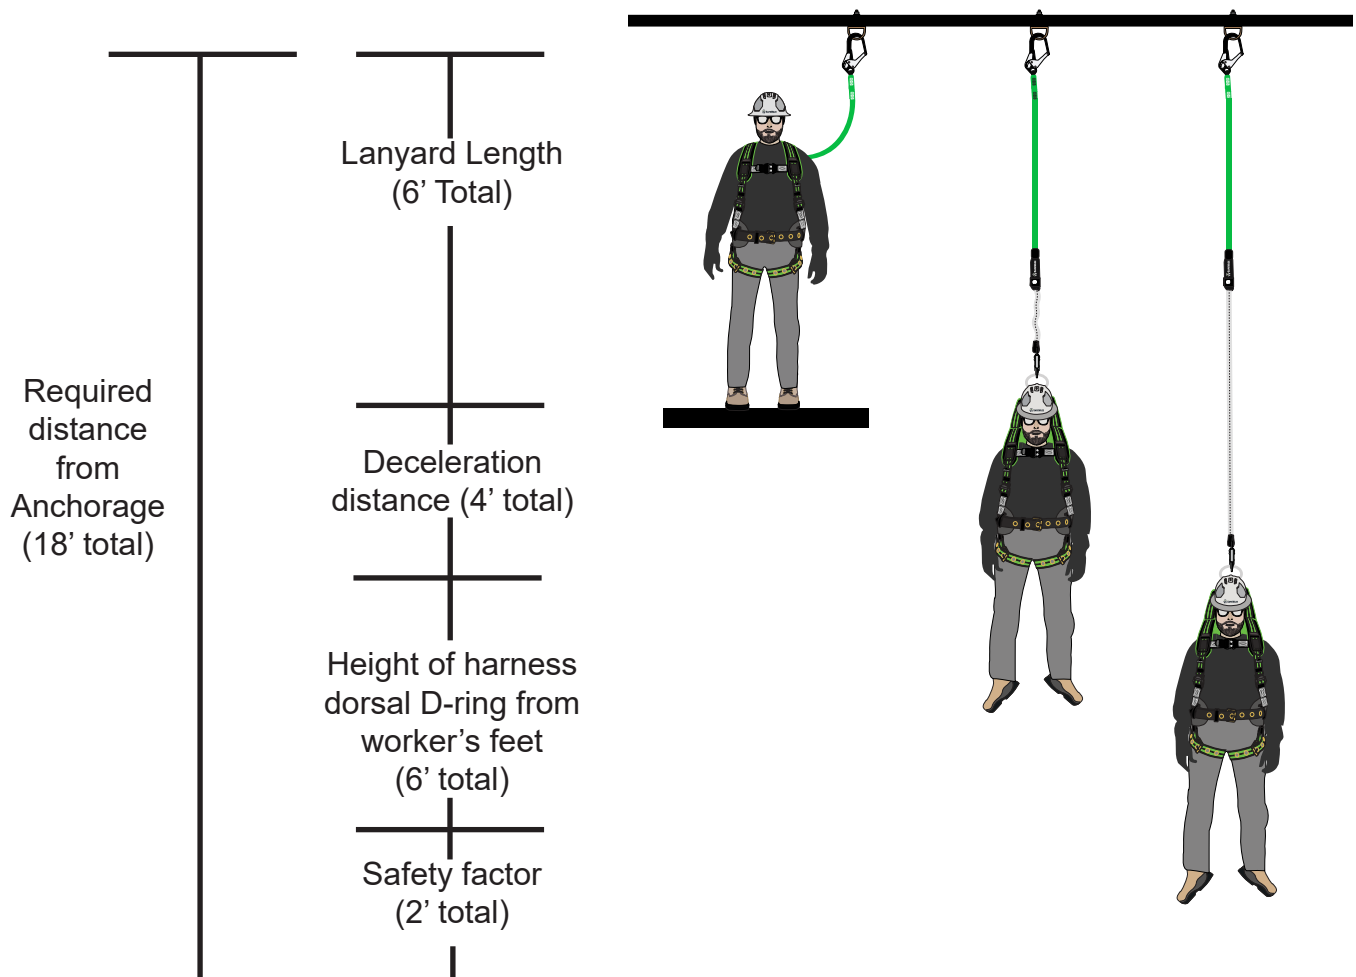 Required
distance
from
Anchorage
(18’ total)
Lanyard Length
(6’ Total)
Deceleration
distance (4’ total)
Height of harness
dorsal D-ring from
worker’s feet
(6’ total)
Safety factor
(2’ total)